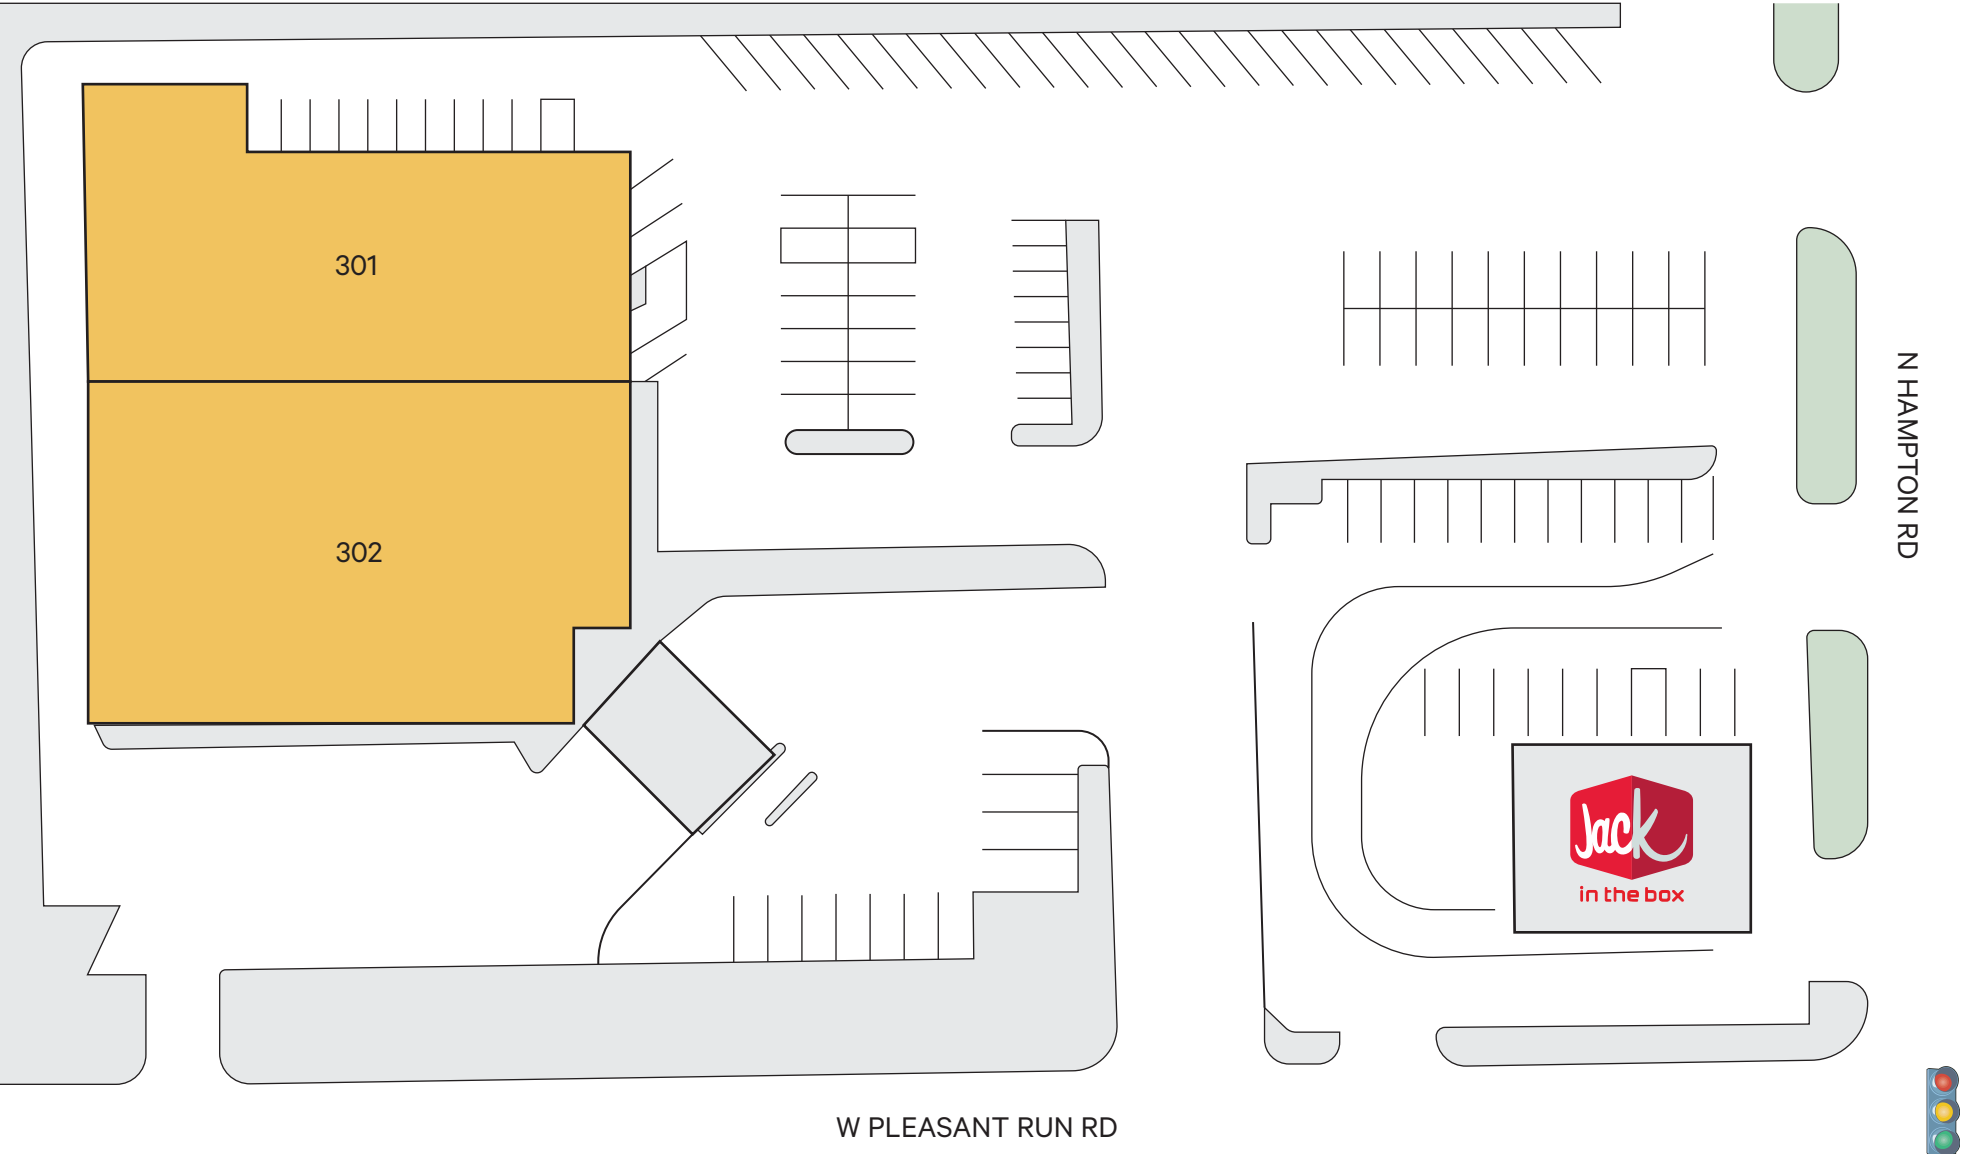 301
N HAMPTON RD
302
Jack
in the box
W PLEASANT RUN RD